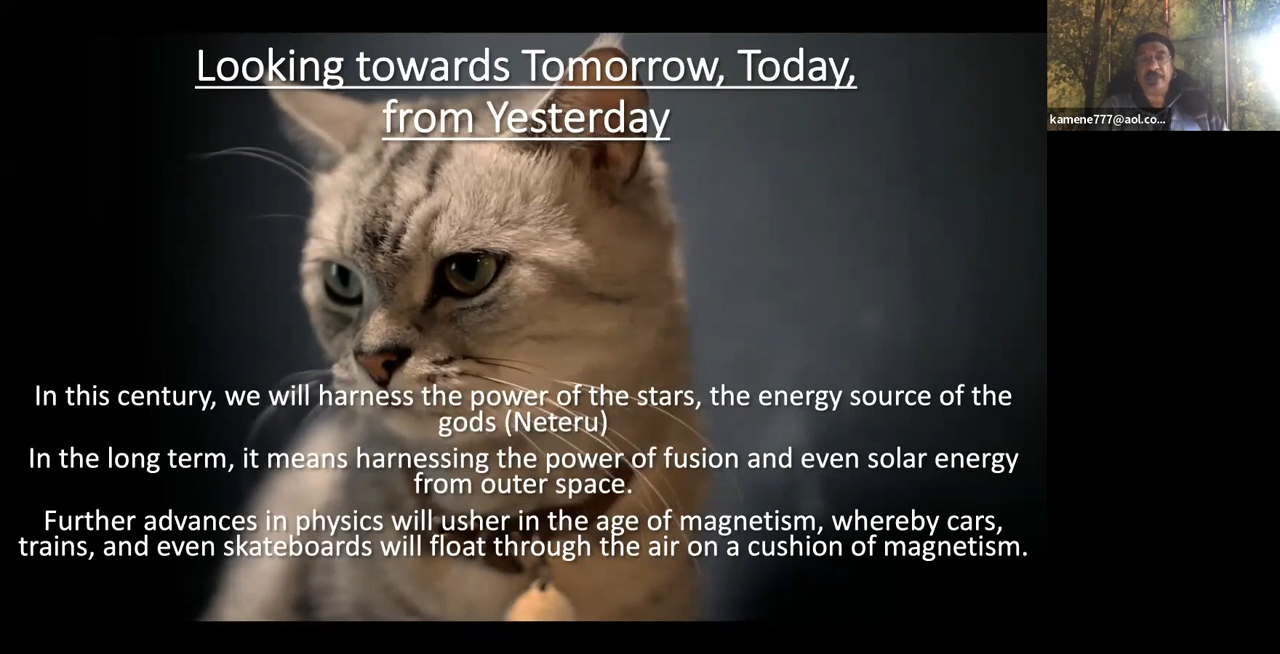 Looking towards Tomorrow, Today,
from Yesterday
kamene777@aol.co...
In this century, we will harness the power of the stars, the energy source of the
gods (Neteru)
In the long term, it means harnessing the power of fusion and even solar energy
from outer space.
Further advances in physics will usher in the age of magnetism, whereby cars,
trains, and even skateboards will float through the air on a cushion of magnetism.